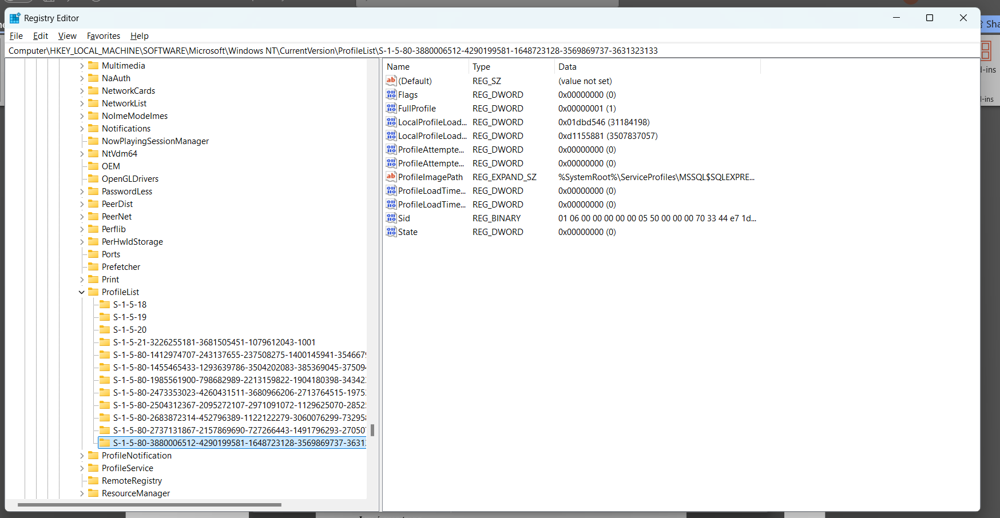 Registry Editor
File Edit View Favorites Help
Sha
Computer\HKEY_LOCAL_MACHINE\SOFTWARE\Microsoft\Windows NT\CurrentVersion\ProfileList\S-1-5-80-3880006512-4290199581-1648723128-3569869737-3631323133
Multimedia
NaAuth
NetworkCards
NetworkList
NoImeModeImes
Notifications
NowPlayingSessionManager
NtVdm64
OEM
OpenGLDrivers
PasswordLess
PeerDist
PeerNet
Perflib
PerHwIdStorage
Ports
Prefetcher
Print
ProfileList
S-1-5-18
S-1-5-19
S-1-5-20
S-1-5-21-3226255181-3681505451-1079612043-1001
S-1-5-80-1412974707-243137655-237508275-1400145941-354667
S-1-5-80-1455465433-1293639786-3504202083-385369045-37509
S-1-5-80-1985561900-798682989-2213159822-1904180398-34342
S-1-5-80-2473353023-4260431511-3680966206-2713764515-1975
S-1-5-80-2504312367-2095272107-2971091072-1129625070-2852
S-1-5-80-2683872314-452796389-1122122279-3060076299-73295
S-1-5-80-2737131867-2157869690-727266443-1491796293-27050
S-1-5-80-3880006512-4290199581-1648723128-3569869737-3631
ProfileNotification
ProfileService
RemoteRegistry
ResourceManager
Name Type Data
(Default) REG_SZ (value not set)
Flags REG_DWORD 0x00000000 (0)
FullProfile REG_DWORD 0x00000001 (1)
LocalProfileLoad... REG_DWORD 0x01dbd546 (31184198)
LocalProfileLoad... REG_DWORD 0xd1155881 (3507837057)
ProfileAttempte... REG_DWORD 0x00000000 (0)
ProfileAttempte... REG_DWORD 0x00000000 (0)
ProfileImagePath REG_EXPAND_SZ %SystemRoot%\ServiceProfiles\MSSQL$SQLEXPRE...
ProfileLoadTime... REG_DWORD 0x00000000 (0)
ProfileLoadTime... REG_DWORD 0x00000000 (0)
Sid REG_BINARY 01 06 00 00 00 00 00 05 50 00 00 00 70 33 44 e7 1d...
State REG_DWORD 0x00000000 (0)
-ins
-ins